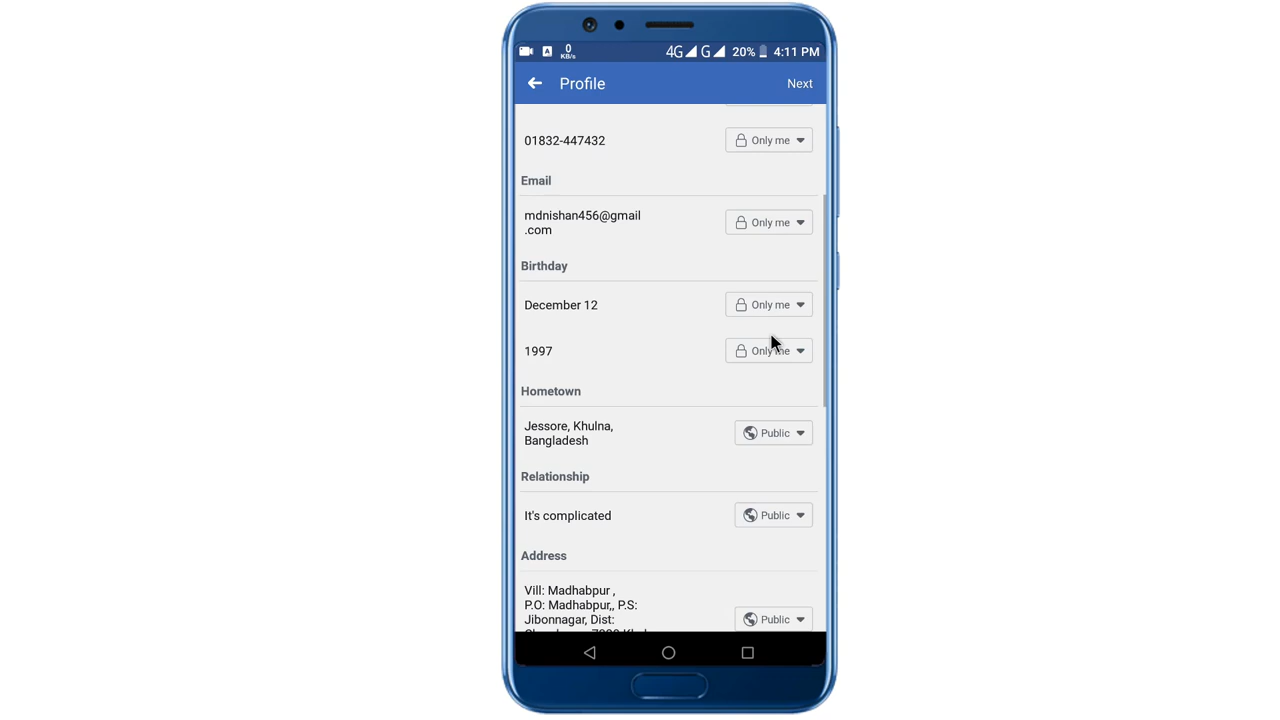 0
KB/s
4G G 20% 4:11 PM
Profile Next
01832-447432 Only me
Email
mdnishan456@gmail
.com
Only me
Birthday
December 12 Only me
1997 Only me
Hometown
Jessore, Khulna,
Bangladesh
Public
Relationship
It's complicated Public
Address
Vill: Madhabpur ,
P.O: Madhabpur,, P.S:
Jibonnagar, Dist:
Public